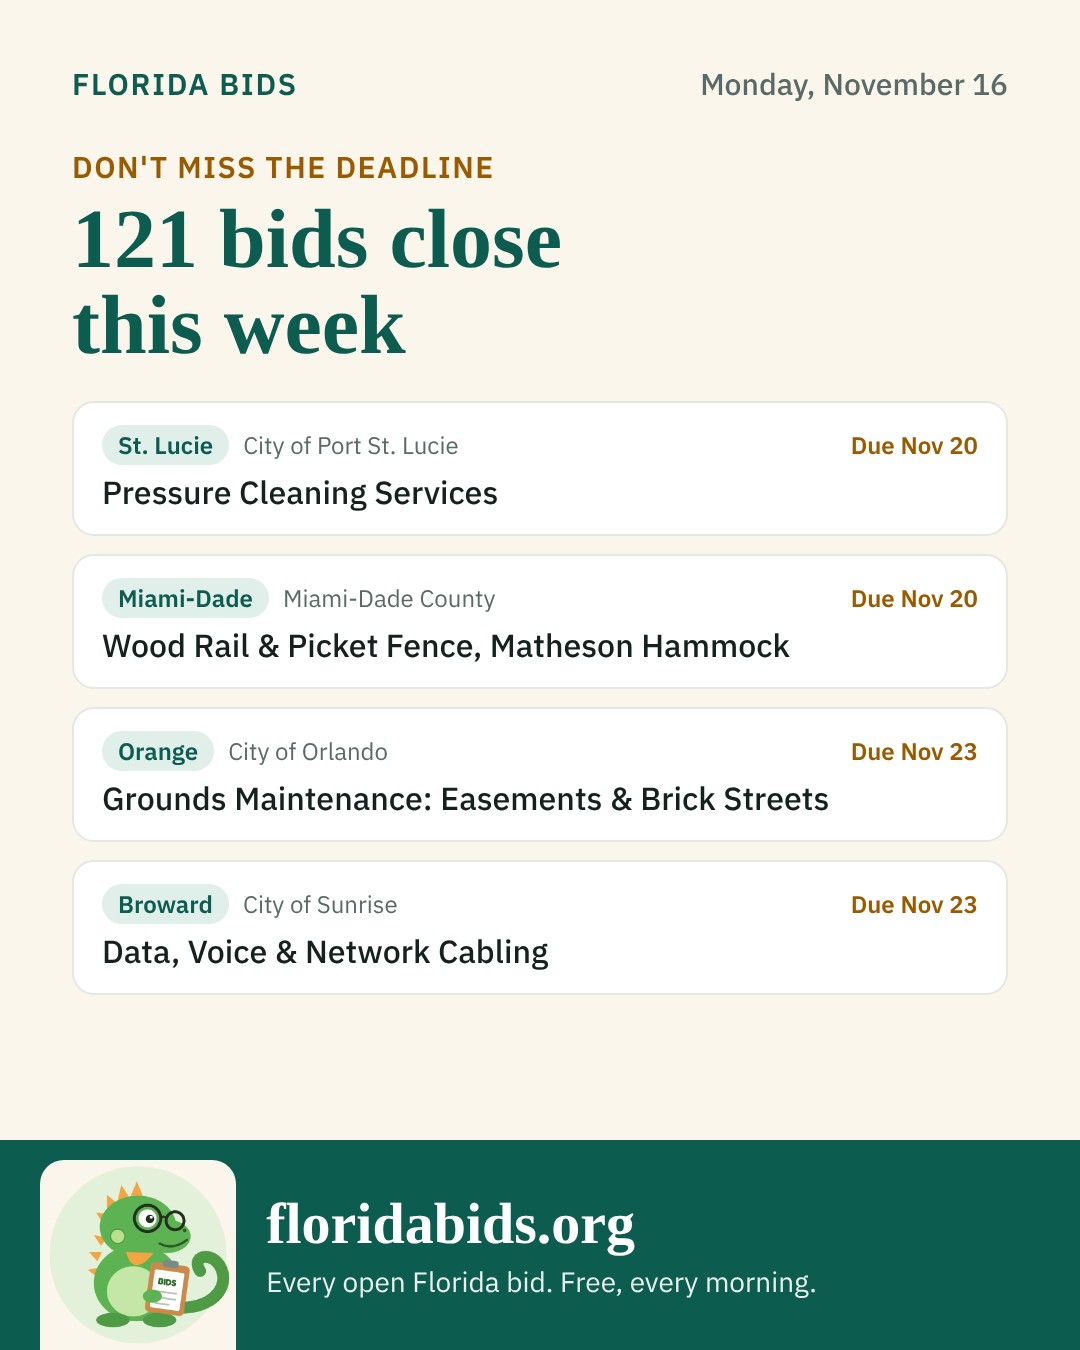 FLORIDA BIDS
Monday, November 16
DON'T MISS THE DEADLINE
121 bids close
this week
St. Lucie City of Port St. Lucie Due Nov 20
Pressure Cleaning Services
Miami-Dade Miami-Dade County Due Nov 20
Wood Rail & Picket Fence, Matheson Hammock
Orange City of Orlando Due Nov 23
Grounds Maintenance: Easements & Brick Streets
Broward City of Sunrise Due Nov 23
Data, Voice & Network Cabling
BIDS
floridabids.org
Every open Florida bid. Free, every morning.